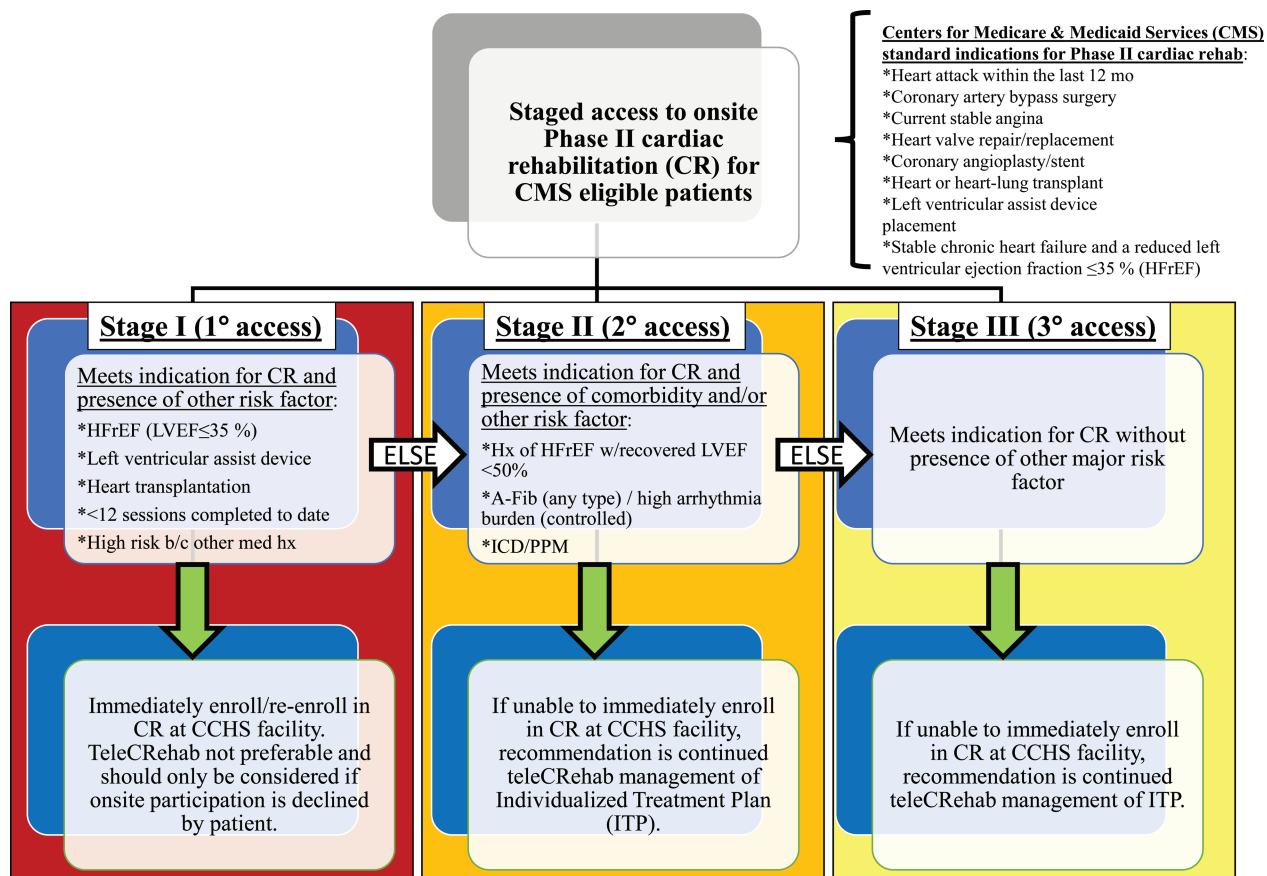 Staged access to onsite
Phase II cardiac
rehabilitation (CR) for
CMS eligible patients
Centers for Medicare & Medicaid Services (CMS)
standard indications for Phase II cardiac rehab:
*Heart attack within the last 12 mo
*Coronary artery bypass surgery
*Current stable angina
*Heart valve repair/replacement
*Coronary angioplasty/stent
*Heart or heart-lung transplant
*Left ventricular assist device
placement
*Stable chronic heart failure and a reduced left
ventricular ejection fraction ≤35 % (HFrEF)
Stage I (1° access)
Meets indication for CR and
presence of other risk factor:
*HFrEF (LVEF≤35 %)
*Left ventricular assist device
*Heart transplantation
*<12 sessions completed to date
*High risk b/c other med hx
ELSE
Stage II (2° access)
Meets indication for CR and
presence of comorbidity and/or
other risk factor:
*Hx of HFrEF w/recovered LVEF
<50%
*A-Fib (any type) / high arrhythmia
burden (controlled)
*ICD/PPM
ELSE
Stage III (3° access)
Meets indication for CR without
presence of other major risk
factor
Immediately enroll/re-enroll in
CR at CCHS facility.
TeleCRehab not preferable and
should only be considered if
onsite participation is declined
by patient.
If unable to immediately enroll
in CR at CCHS facility,
recommendation is continued
teleCRehab management of
Individualized Treatment Plan
(ITP).
If unable to immediately enroll
in CR at CCHS facility,
recommendation is continued
teleCRehab management of ITP.